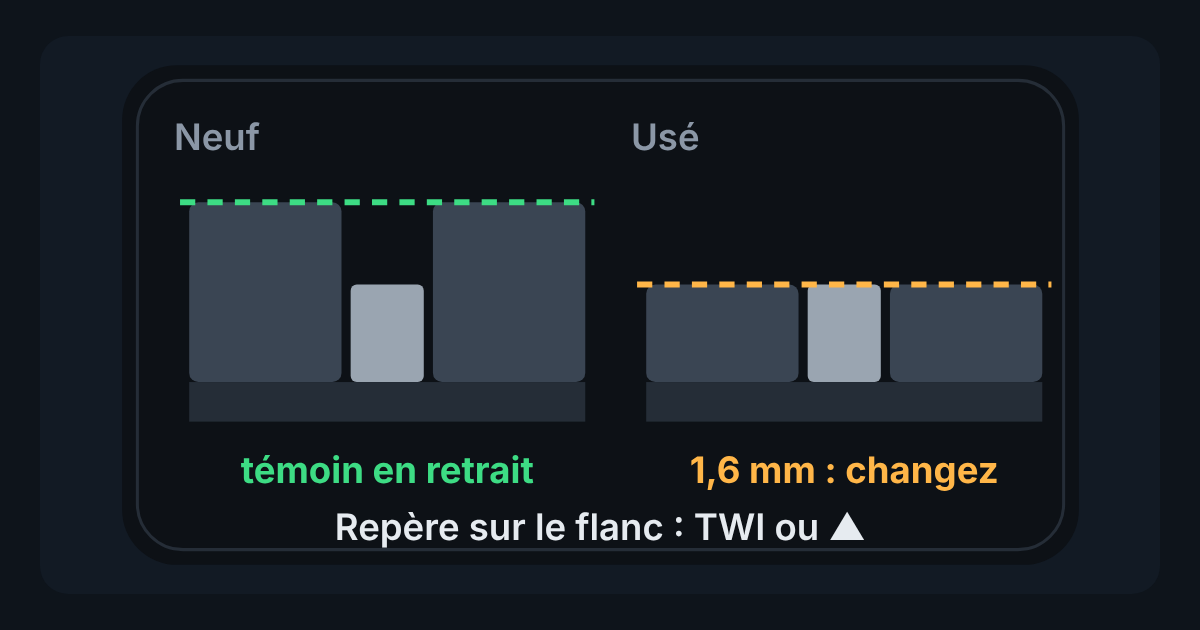 Neuf
Usé
témoin en retrait
1,6 mm : changez
Repère sur le flanc : TWI ou ▲